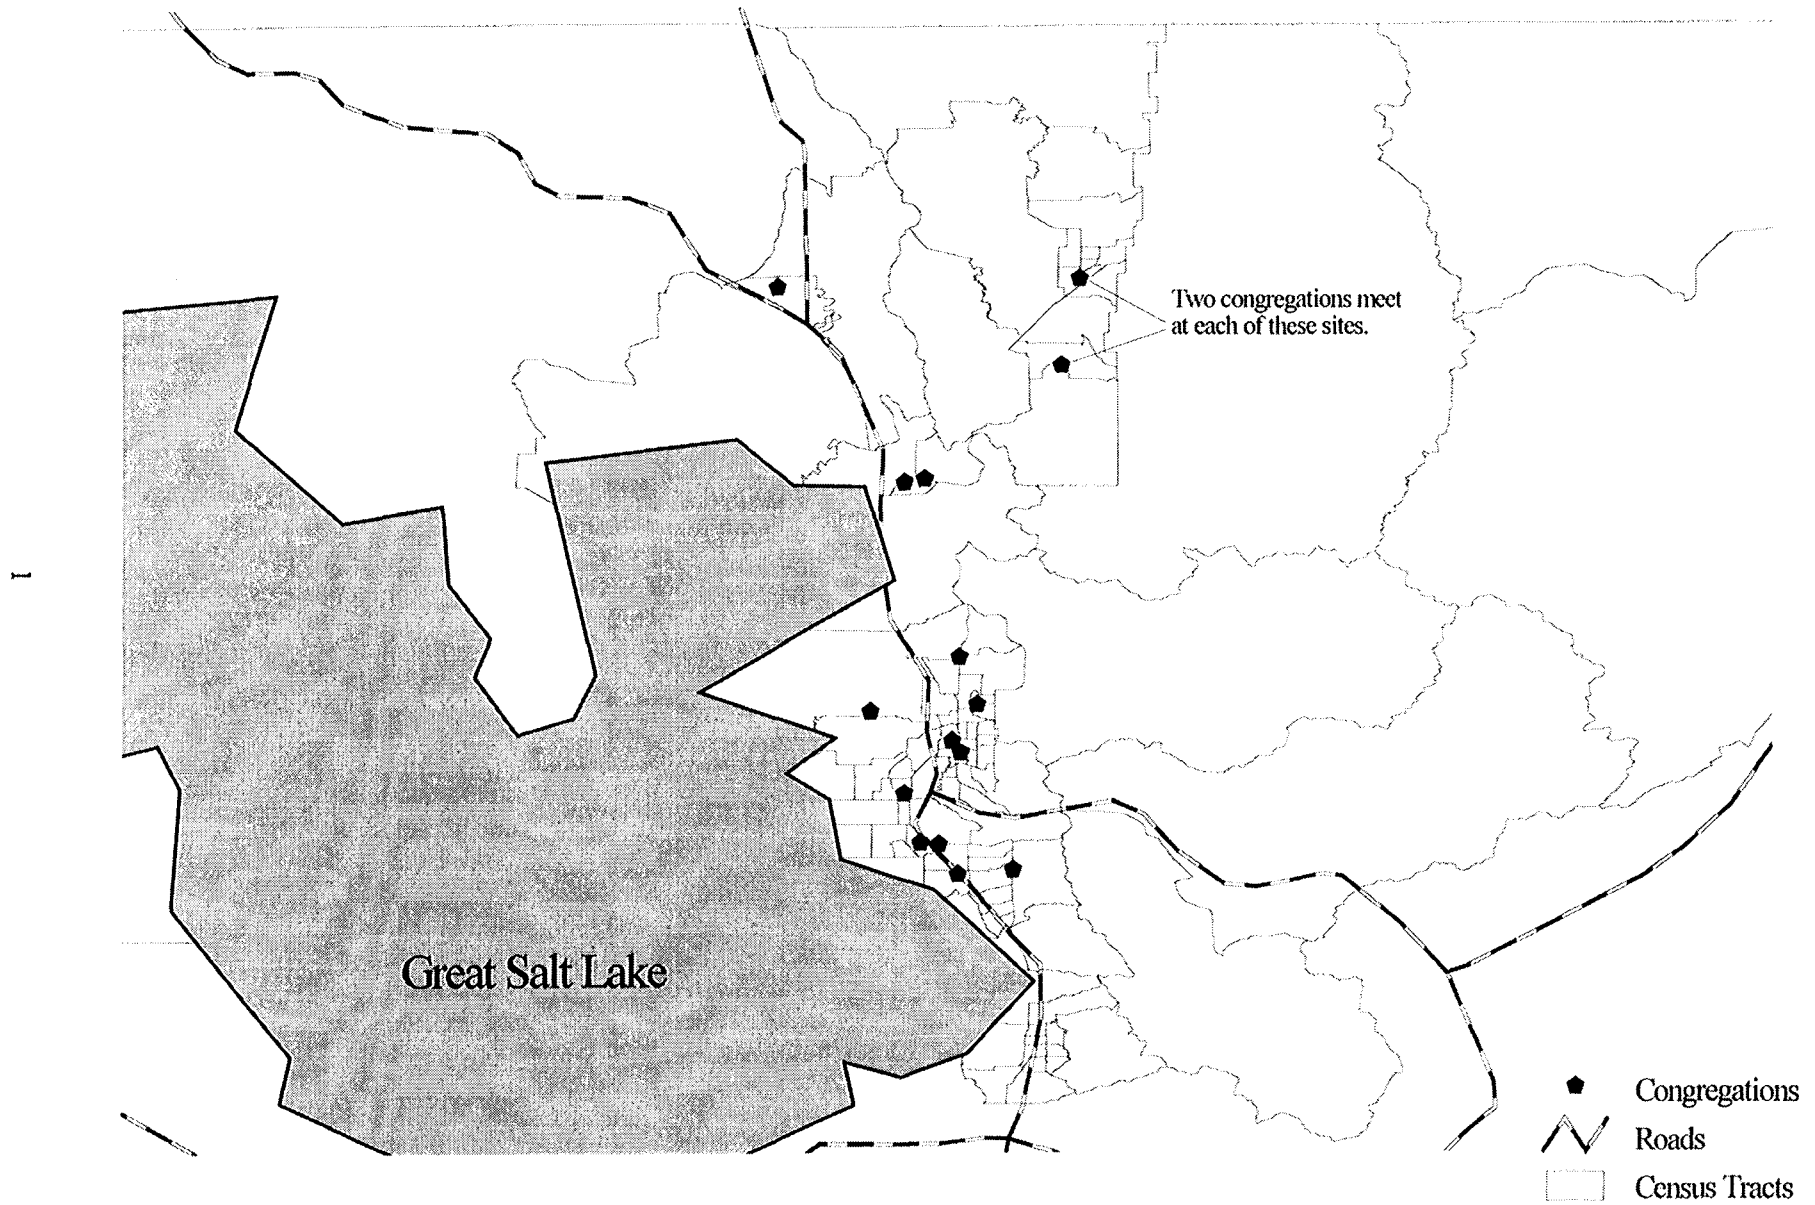 Two congregations meet
at each of these sites.
I
Great Salt Lake
Congregations
Roads
Census Tracts